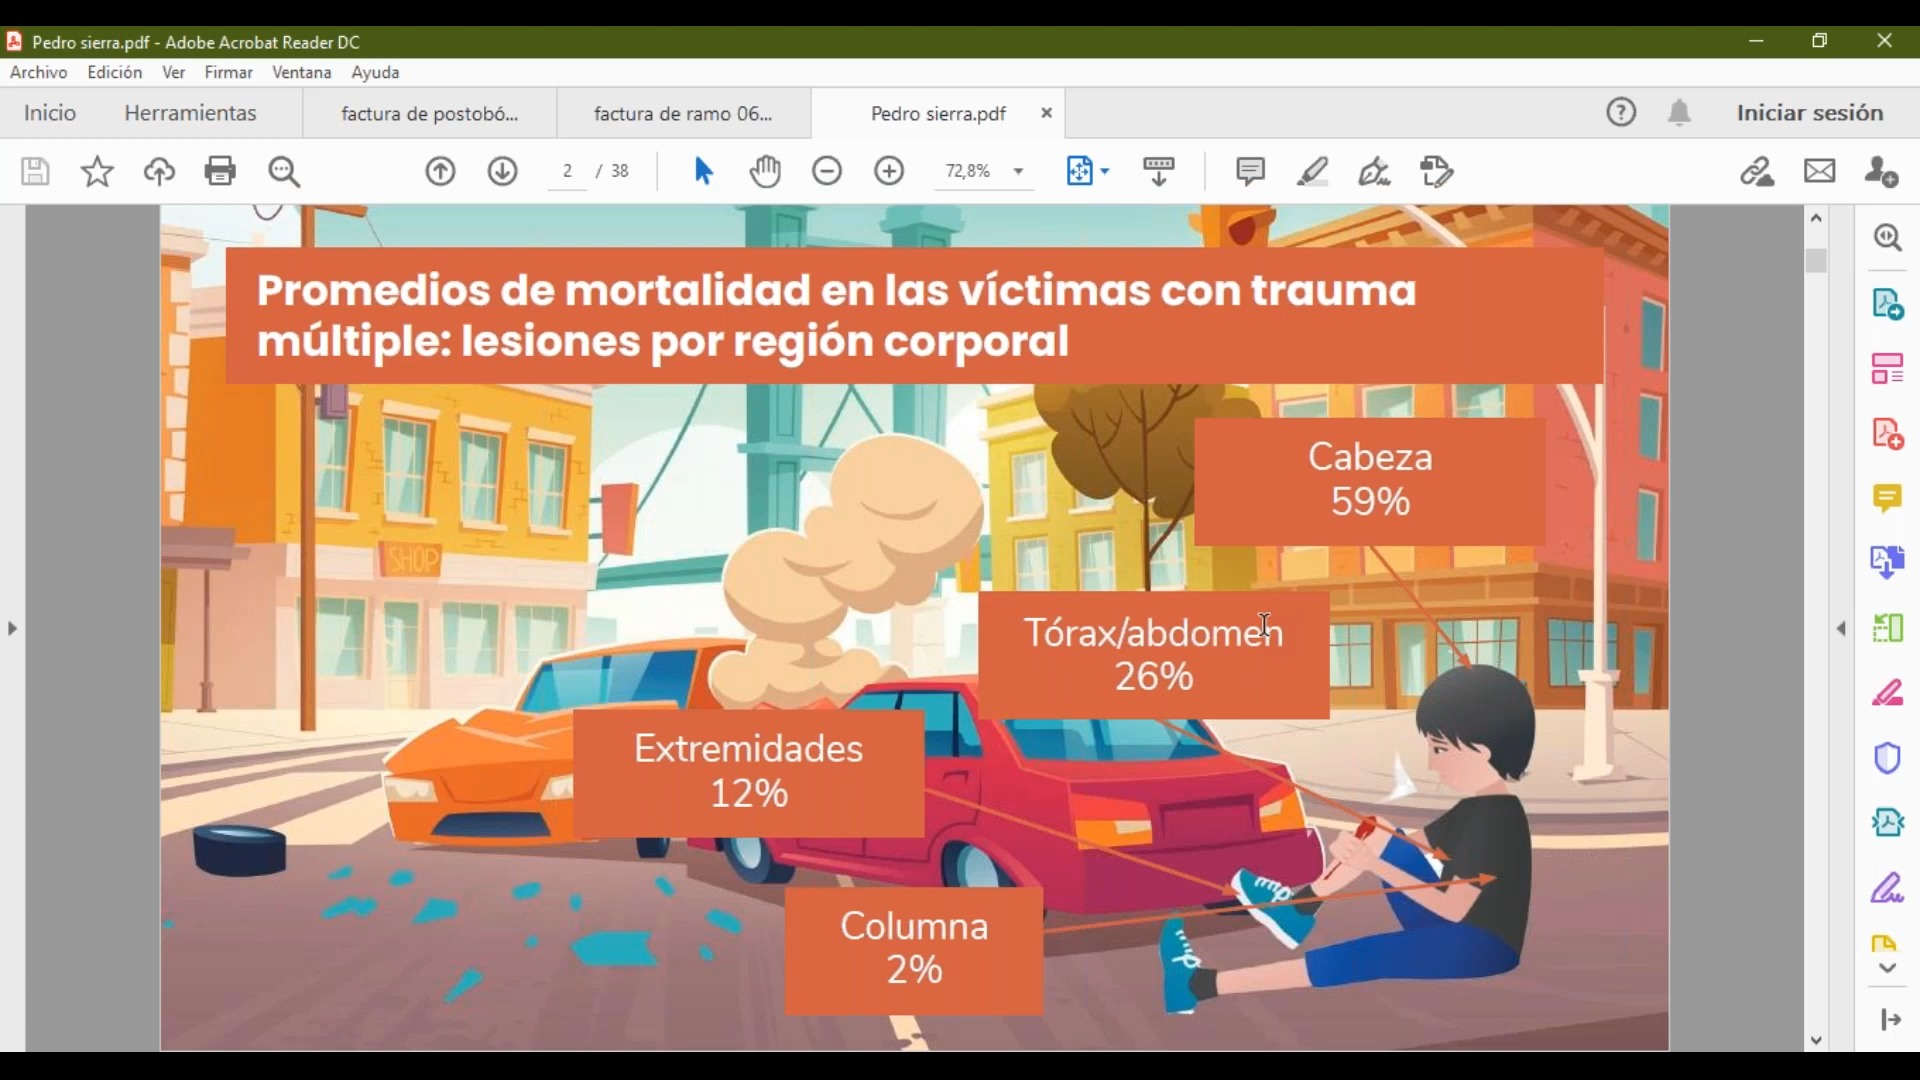 Pedro sierra.pdf - Adobe Acrobat Reader DC
Archivo Edición Ver Firmar Ventana Ayuda
Inicio Herramientas factura de postobó... factura de ramo 06... Pedro sierra.pdf Iniciar sesión
2 / 38 72,8%
Promedios de mortalidad en las víctimas con trauma
múltiple: lesiones por región corporal
Cabeza
59%
SHOP
Tórax/abdomen
26%
Extremidades
12%
Columna
2%